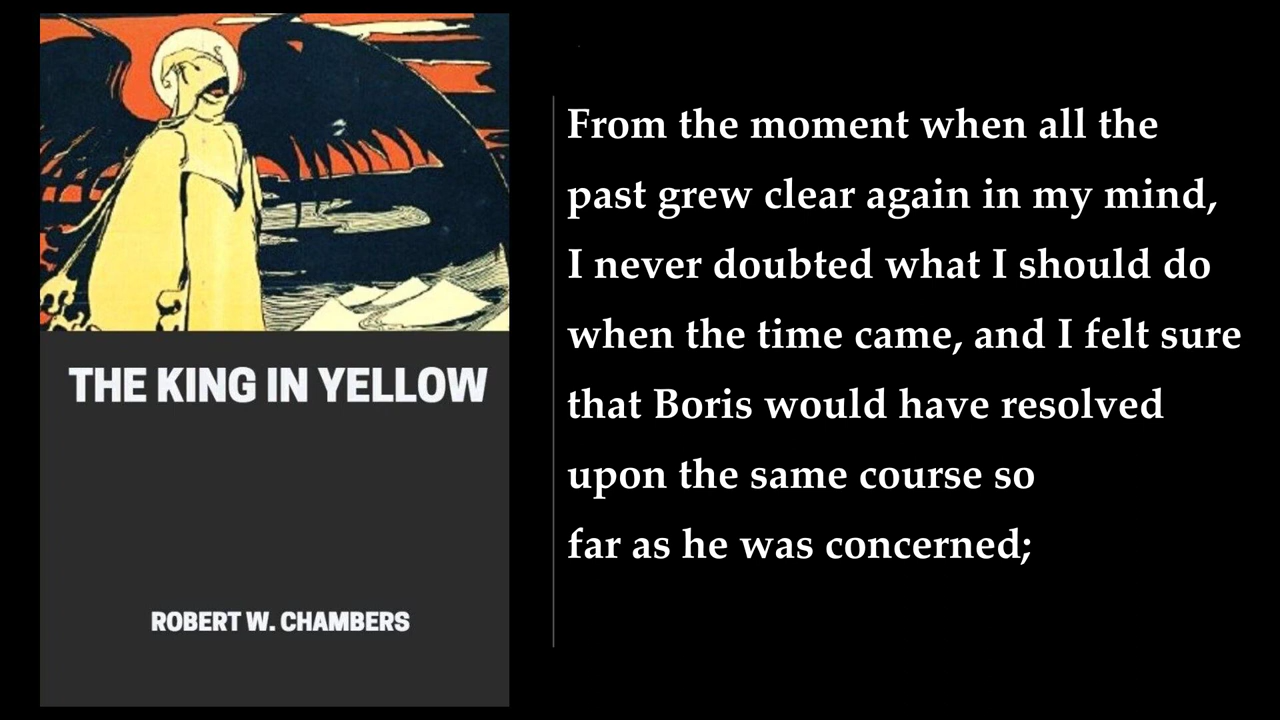 THE KING IN YELLOW
ROBERT W. CHAMBERS
From the moment when all the
past grew clear again in my mind,
I never doubted what I should do
when the time came, and I felt sure
that Boris would have resolved
upon the same course so
far as he was concerned;